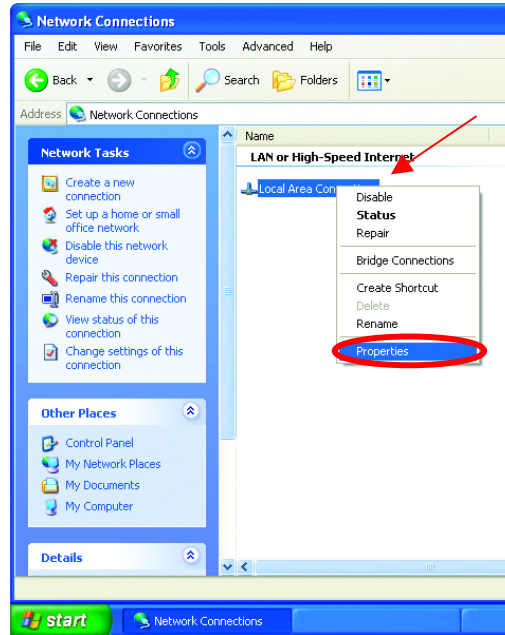 Network Connections
File Edit View Favorites Tools Advanced Help
Back Search Folders
Address Network Connections
Network Tasks
Create a new
connection
Set up a home or small
office network
Disable this network
device
Repair this connection
Rename this connection
View status of this
connection
Change settings of this
connection
Other Places
Control Panel
My Network Places
My Documents
My Computer
Details
Name
LAN or High-Speed Internet
Local Area
Disable
Status
Repair
Bridge Connections
Create Shortcut
Delete
Rename
Properties
start Network Connections